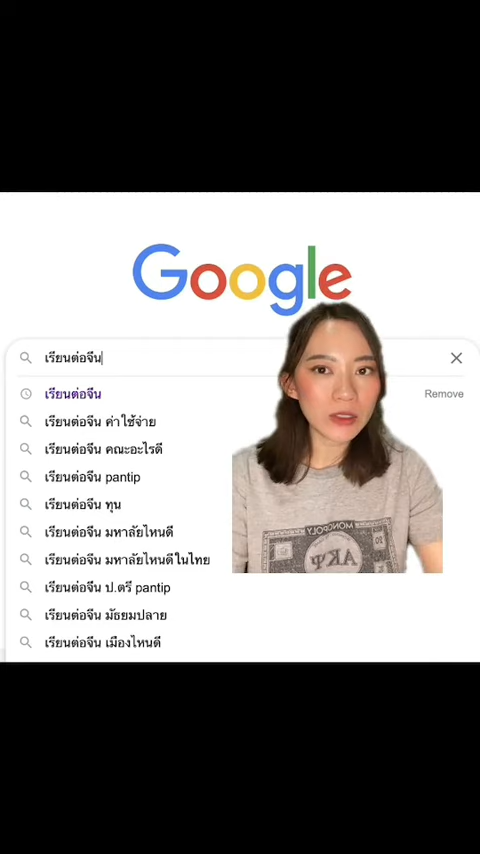 Google
เรียนต่อจีน
เรียนต่อจีน
Remove
เรียนต่อจีน ค่าใช้จ่าย
เรียนต่อจีน คณะอะไรดี
เรียนต่อจีน pantip
เรียนต่อจีน ทุน
เรียนต่อจีน มหาลัยไหนดี
เรียนต่อจีน มหาลัยไหนดี ในไทย
เรียนต่อจีน ป.ตรี pantip
เรียนต่อจีน มัธยมปลาย
เรียนต่อจีน เมืองไหนดี
MONOPOLY
ΑΚΨ